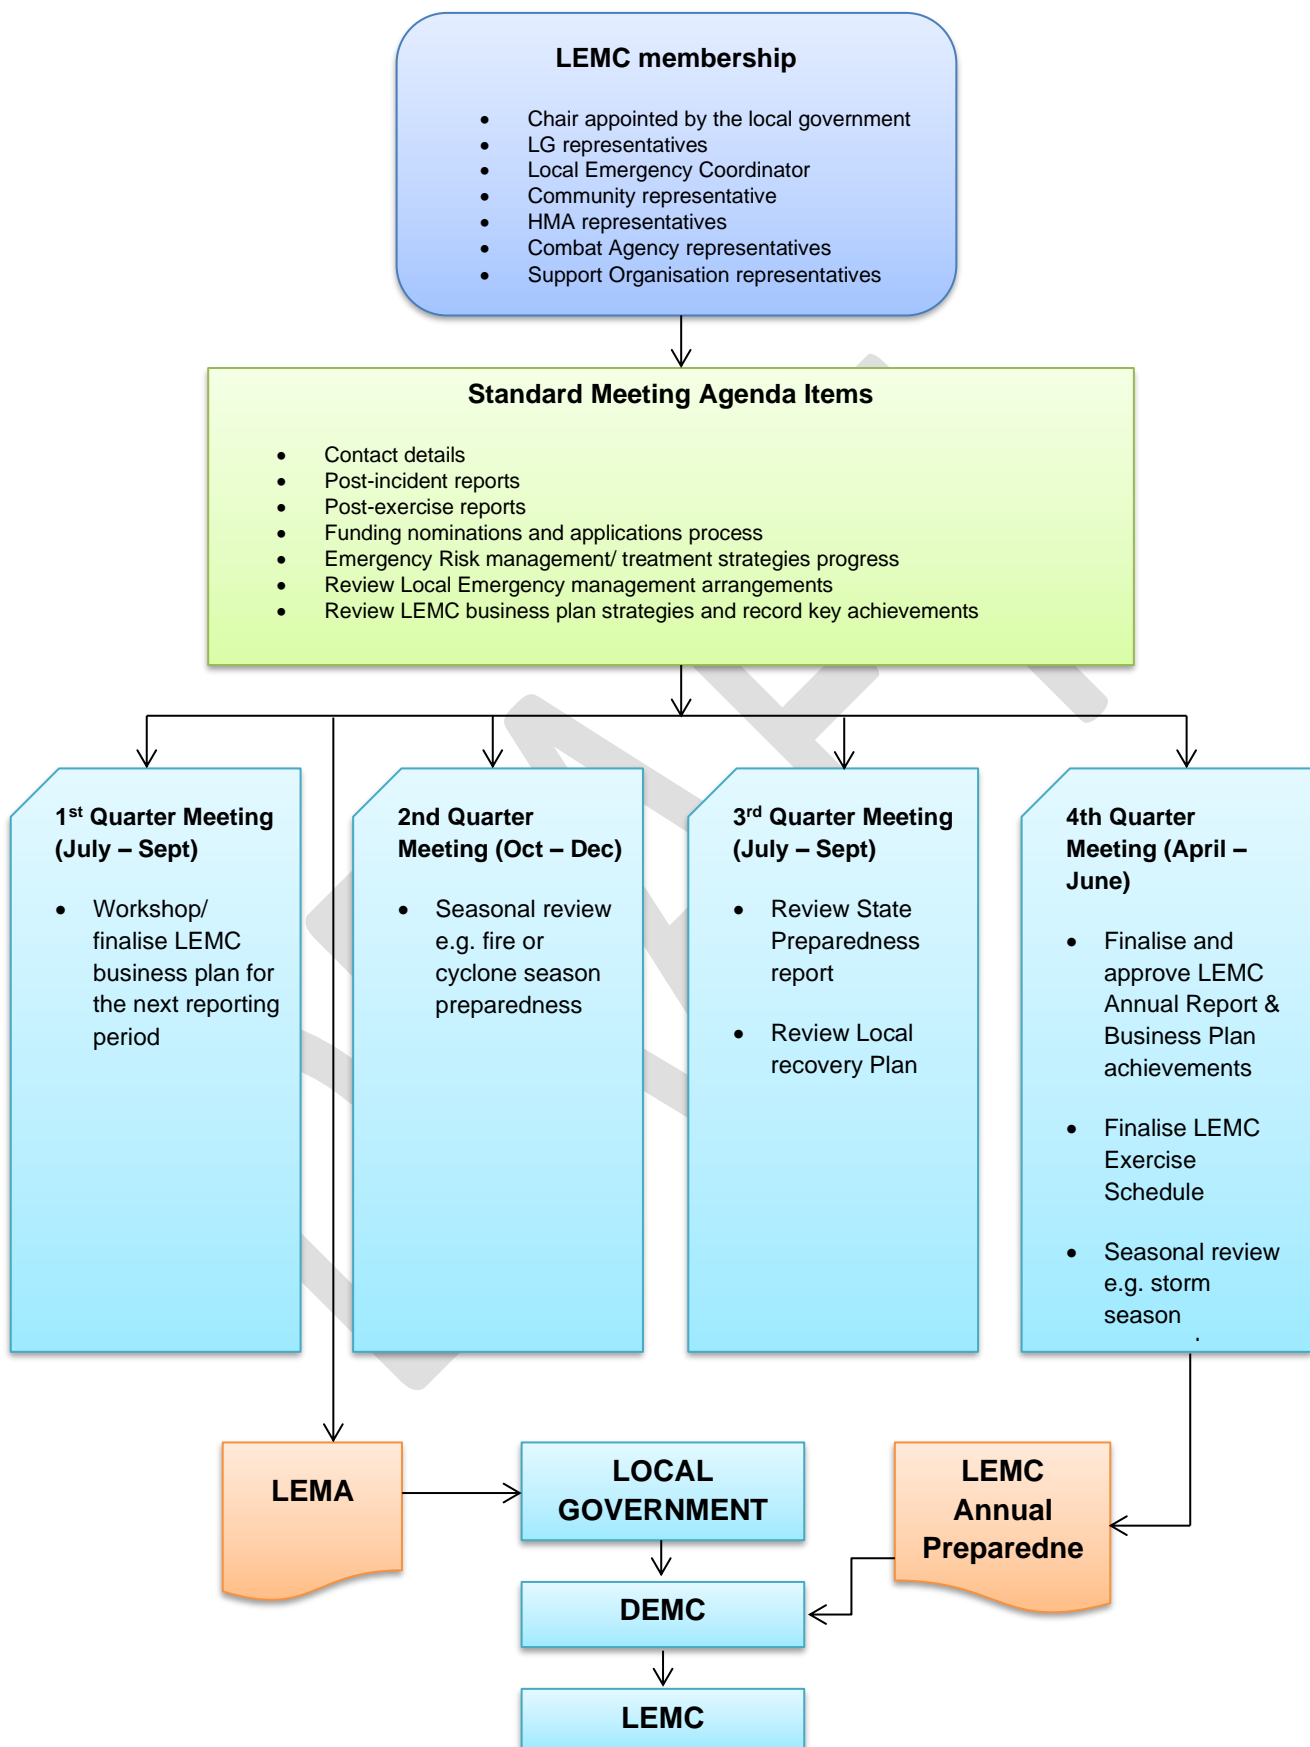 LEMC membership
• Chair appointed by the local government
• LG representatives
• Local Emergency Coordinator
• Community representative
• HMA representatives
• Combat Agency representatives
• Support Organisation representatives
Standard Meeting Agenda Items
• Contact details
• Post-incident reports
• Post-exercise reports
• Funding nominations and applications process
• Emergency Risk management/ treatment strategies progress
• Review Local Emergency management arrangements
• Review LEMC business plan strategies and record key achievements
1st Quarter Meeting
(July – Sept)
• Workshop/
finalise LEMC
business plan for
the next reporting
period
2nd Quarter
Meeting (Oct – Dec)
• Seasonal review
e.g. fire or
cyclone season
preparedness
3rd Quarter Meeting
(July – Sept)
• Review State
Preparedness
report
• Review Local
recovery Plan
4th Quarter
Meeting (April –
June)
• Finalise and
approve LEMC
Annual Report &
Business Plan
achievements
• Finalise LEMC
Exercise
Schedule
• Seasonal review
e.g. storm
season
LEMA
LOCAL
GOVERNMENT
LEMC
Annual
Preparedne
DEMC
LEMC
DRAFT